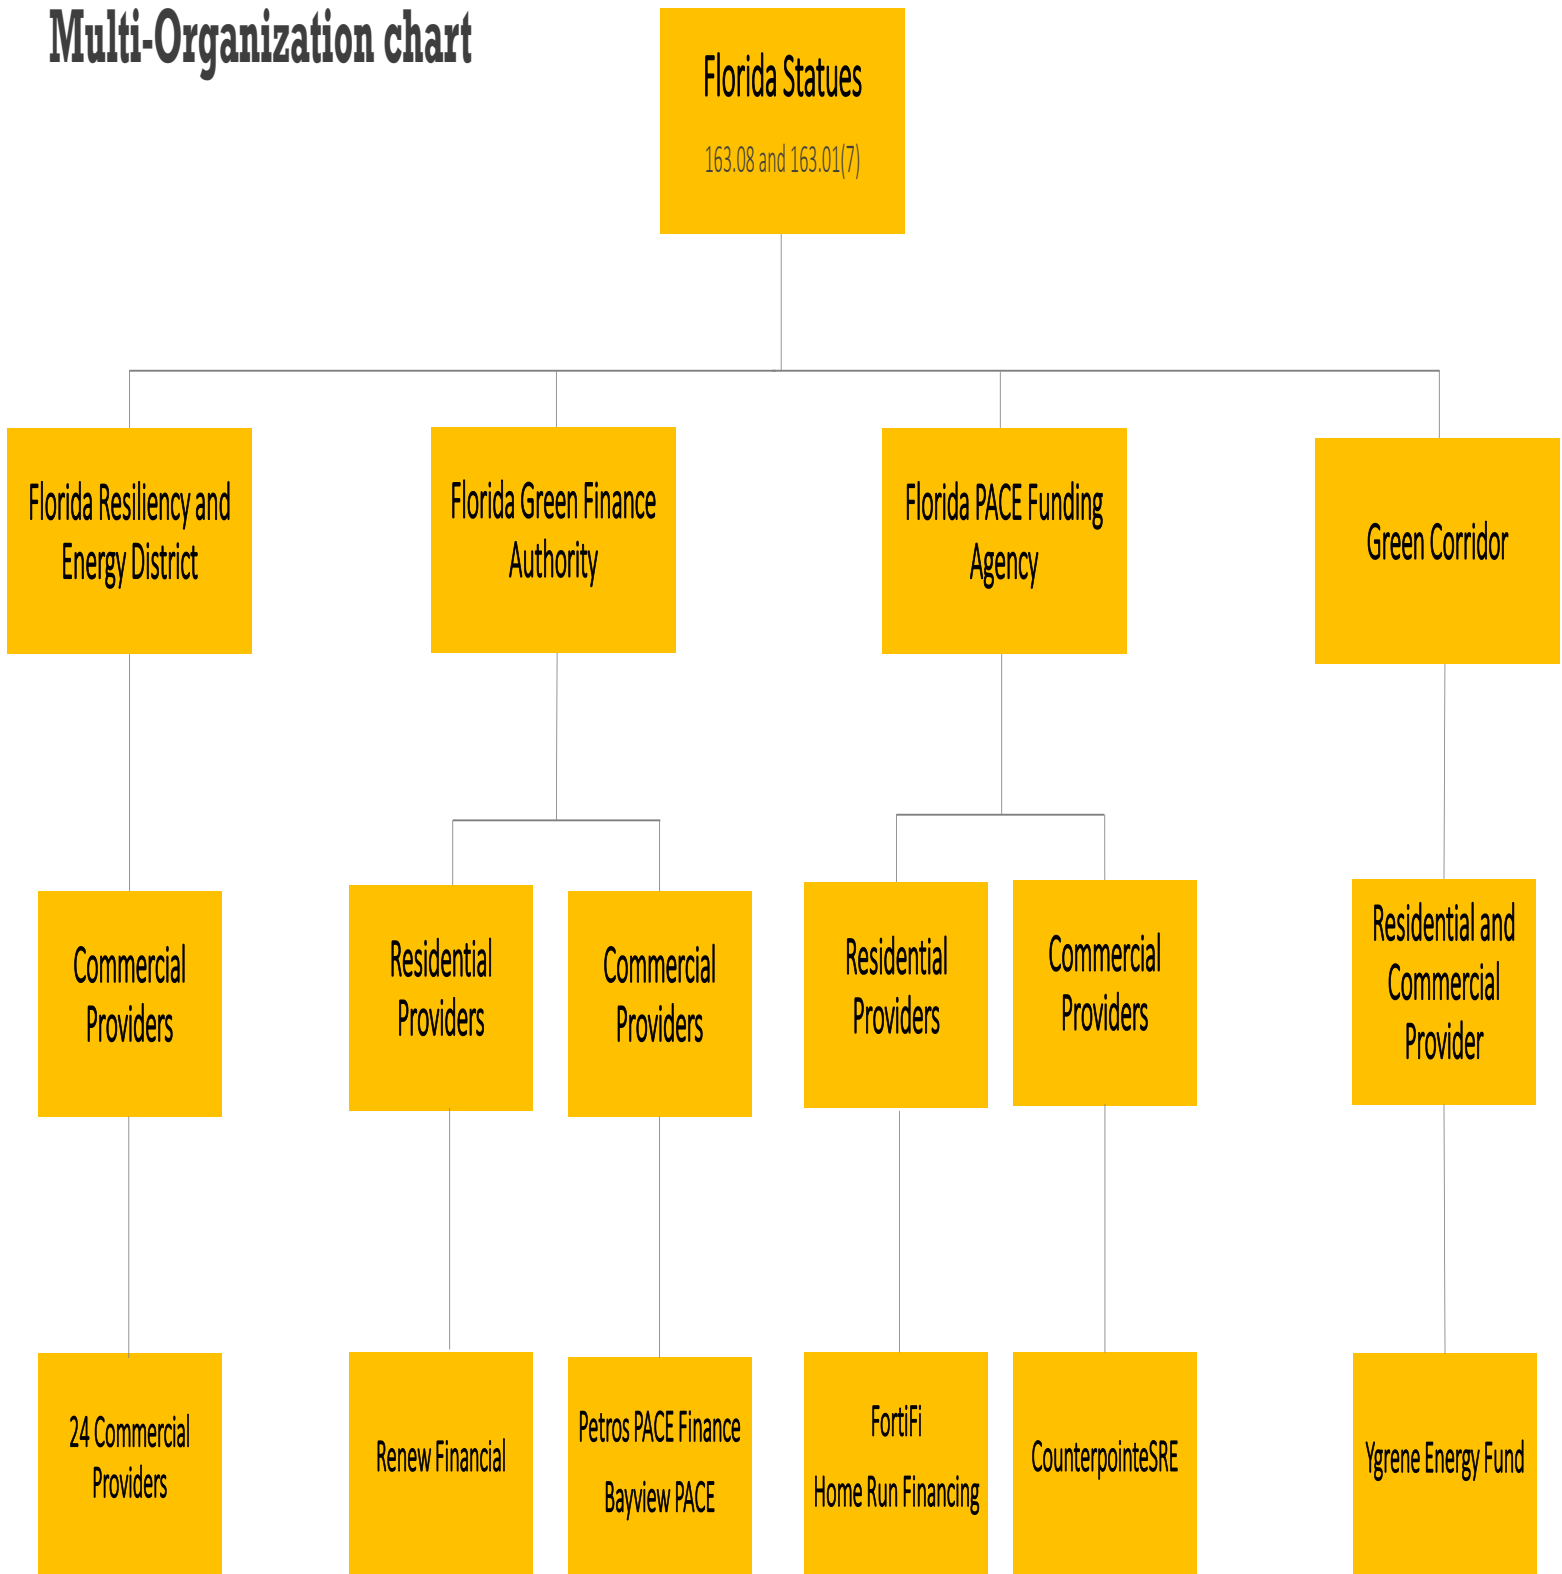 Multi-Organization chart
Florida Statues
163.08 and 163.01(7)
Florida Resiliency and
Energy District
Florida Green Finance
Authority
Florida PACE Funding
Agency
Green Corridor
Commercial
Providers
Residential
Providers
Commercial
Providers
Residential
Providers
Commercial
Providers
Residential and
Commercial
Provider
24 Commercial
Providers
Renew Financial
Petros PACE Finance
Bayview PACE
FortiFi
Home Run Financing
CounterpointeSRE
Ygrene Energy Fund